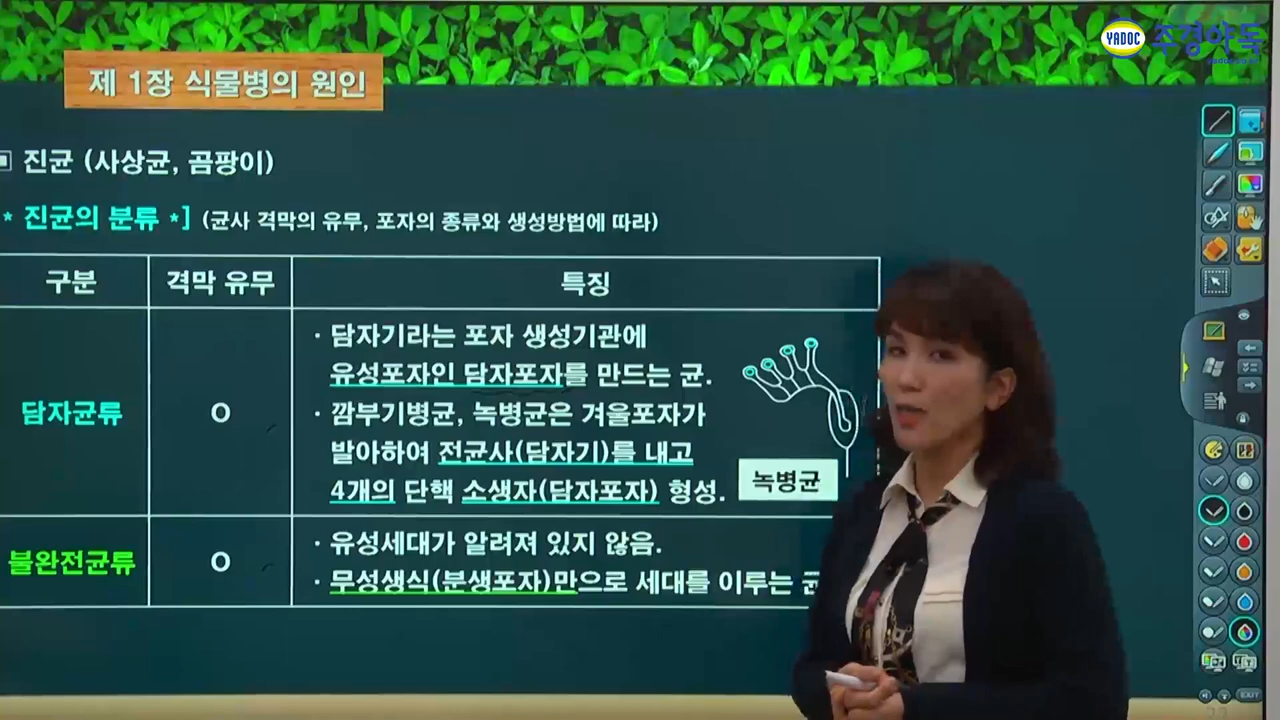 YADOC 주경야독
제 1장 식물병의 원인
▣ 진균 (사상균, 곰팡이)
* 진균의 분류 *] (균사 격막의 유무, 포자의 종류와 생성방법에 따라)
구분 격막 유무 특징
담자균류 O
· 담자기라는 포자 생성기관에
유성포자인 담자포자를 만드는 균.
· 깜부기병균, 녹병균은 겨울포자가
발아하여 전균사(담자기)를 내고
4개의 단핵 소생자(담자포자) 형성.
녹병균
불완전균류 O
· 유성세대가 알려져 있지 않음.
· 무성생식(분생포자)만으로 세대를 이루는
EXIT